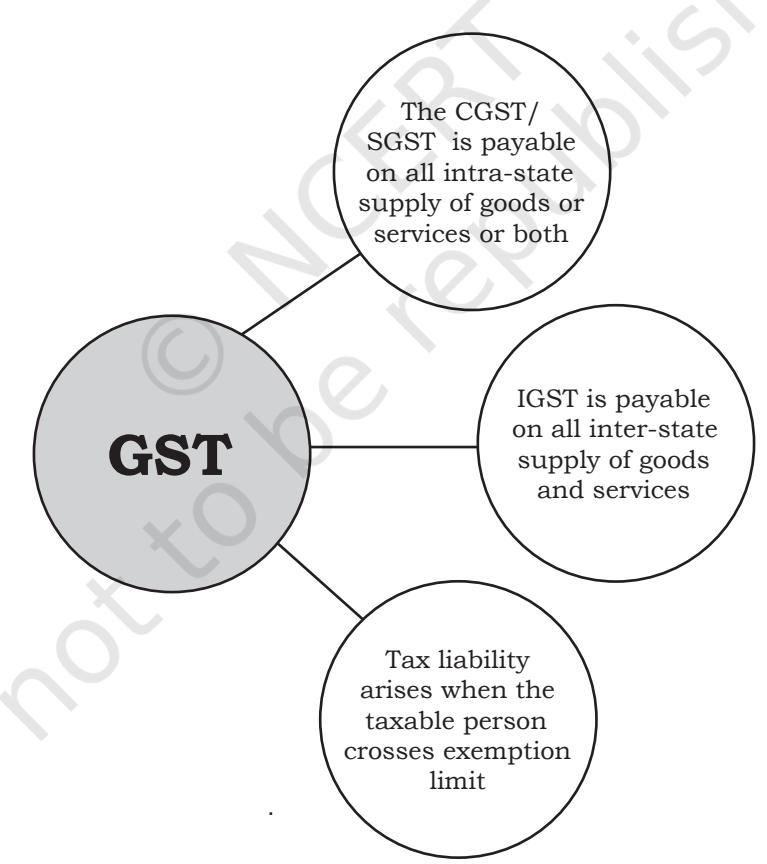 The CGST/
SGST is payable
on all intra-state
supply of goods or
services or both
GST
IGST is payable
on all inter-state
supply of goods
and services
Tax liability
arises when the
taxable person
crosses exemption
limit
.
© NCERT
not to be republish